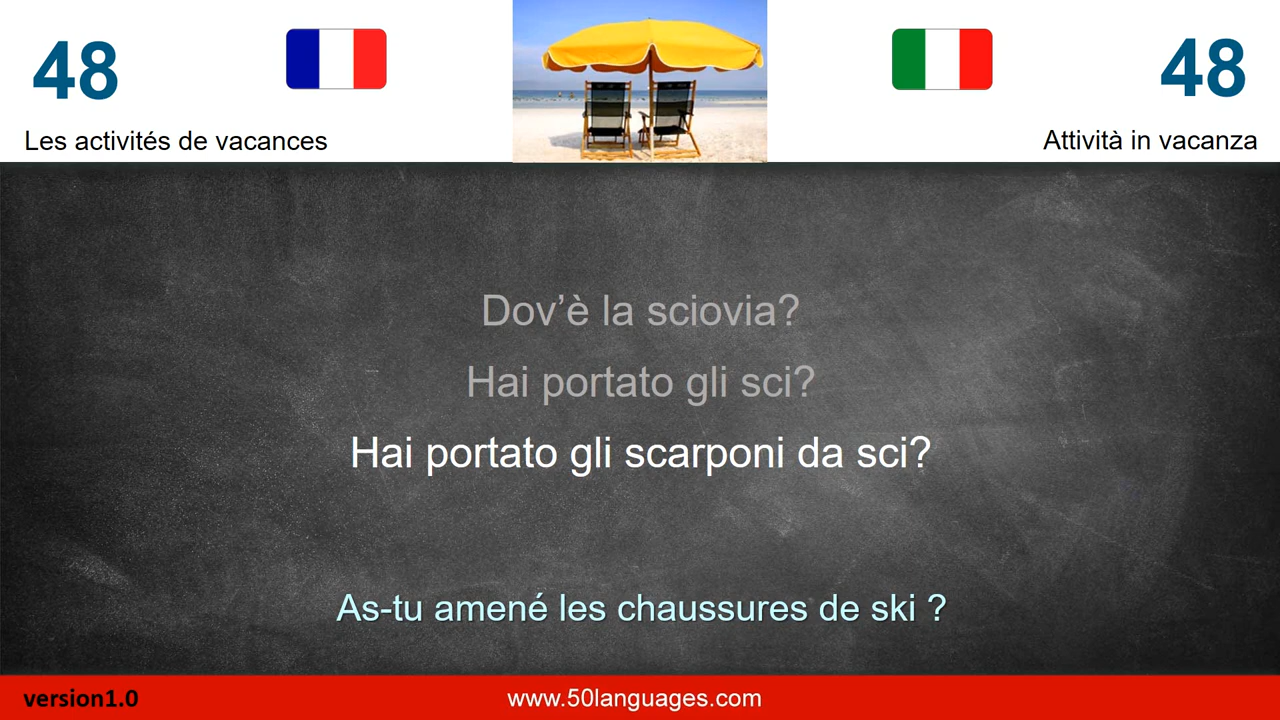 48
48
Les activités de vacances
Attività in vacanza
Dov’è la sciovia?
Hai portato gli sci?
Hai portato gli scarponi da sci?
As-tu amené les chaussures de ski ?
version1.0
www.50languages.com